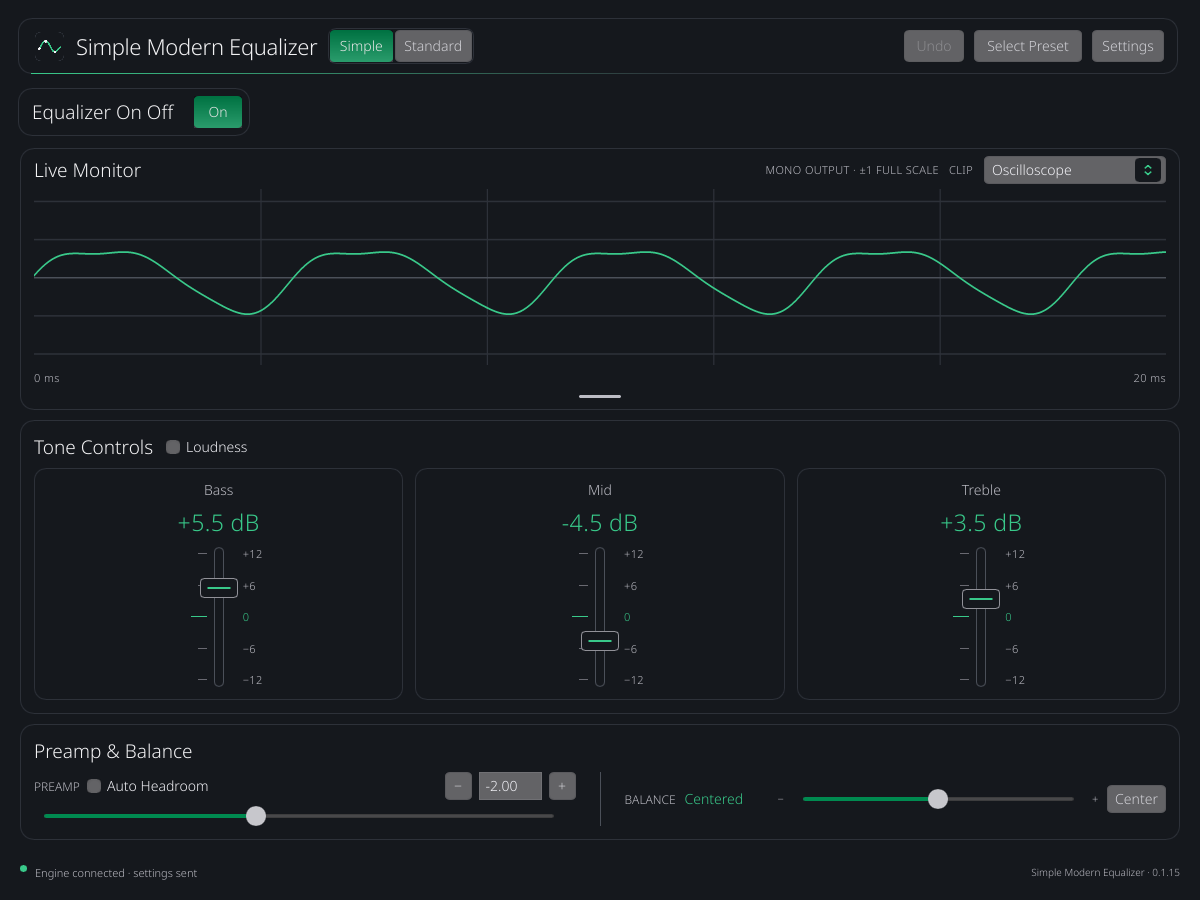 Simple Modern Equalizer Simple Standard Undo Select Preset Settings
Equalizer On Off On
Live Monitor MONO OUTPUT · ±1 FULL SCALE CLIP Oscilloscope
0 ms 20 ms
Tone Controls Loudness
Bass Mid Treble
+5.5 dB -4.5 dB +3.5 dB
+12 +12 +12
+6 +6 +6
0 0 0
−6 −6 −6
−12 −12 −12
Preamp & Balance
PREAMP Auto Headroom − -2.00 +
BALANCE Centered − + Center
Engine connected · settings sent Simple Modern Equalizer · 0.1.15